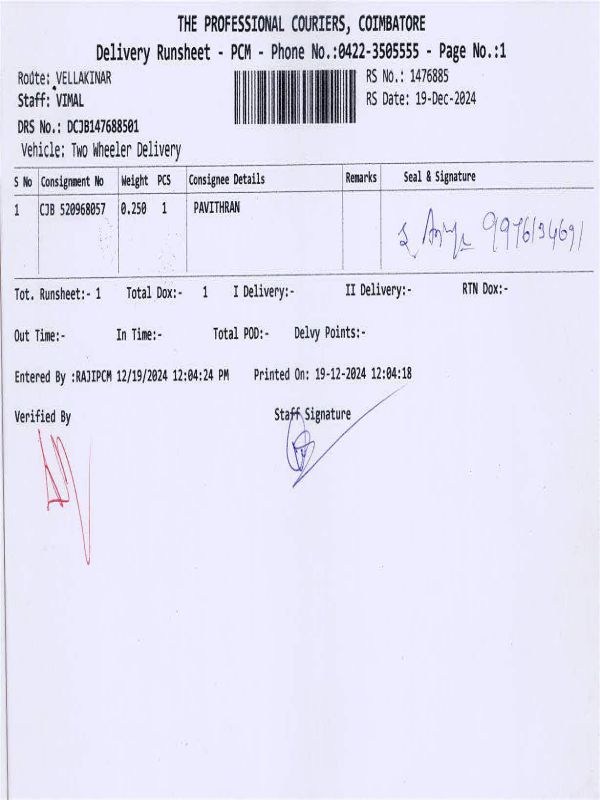 THE PROFESSIONAL COURIERS, COIMBATORE
Delivery Runsheet - PCM - Phone No.:0422-3505555 - Page No.:1
Route: VELLAKINAR
RS No.: 1476885
Staff: VIMAL
RS Date: 19-Dec-2024
DRS No.: DCJB147688501
Vehicle: Two Wheeler Delivery
S No Consignment No Weight PCS Consignee Details Remarks Seal & Signature
1 CJB 520968057 0.250 1 PAVITHRAN
Tot. Runsheet:- 1 Total Dox:- 1 I Delivery:- II Delivery:- RTN Dox:-
Out Time:- In Time:- Total POD:- Delvy Points:-
Entered By :RAJIPCM 12/19/2024 12:04:24 PM Printed On: 19-12-2024 12:04:18
Verified By Staff Signature